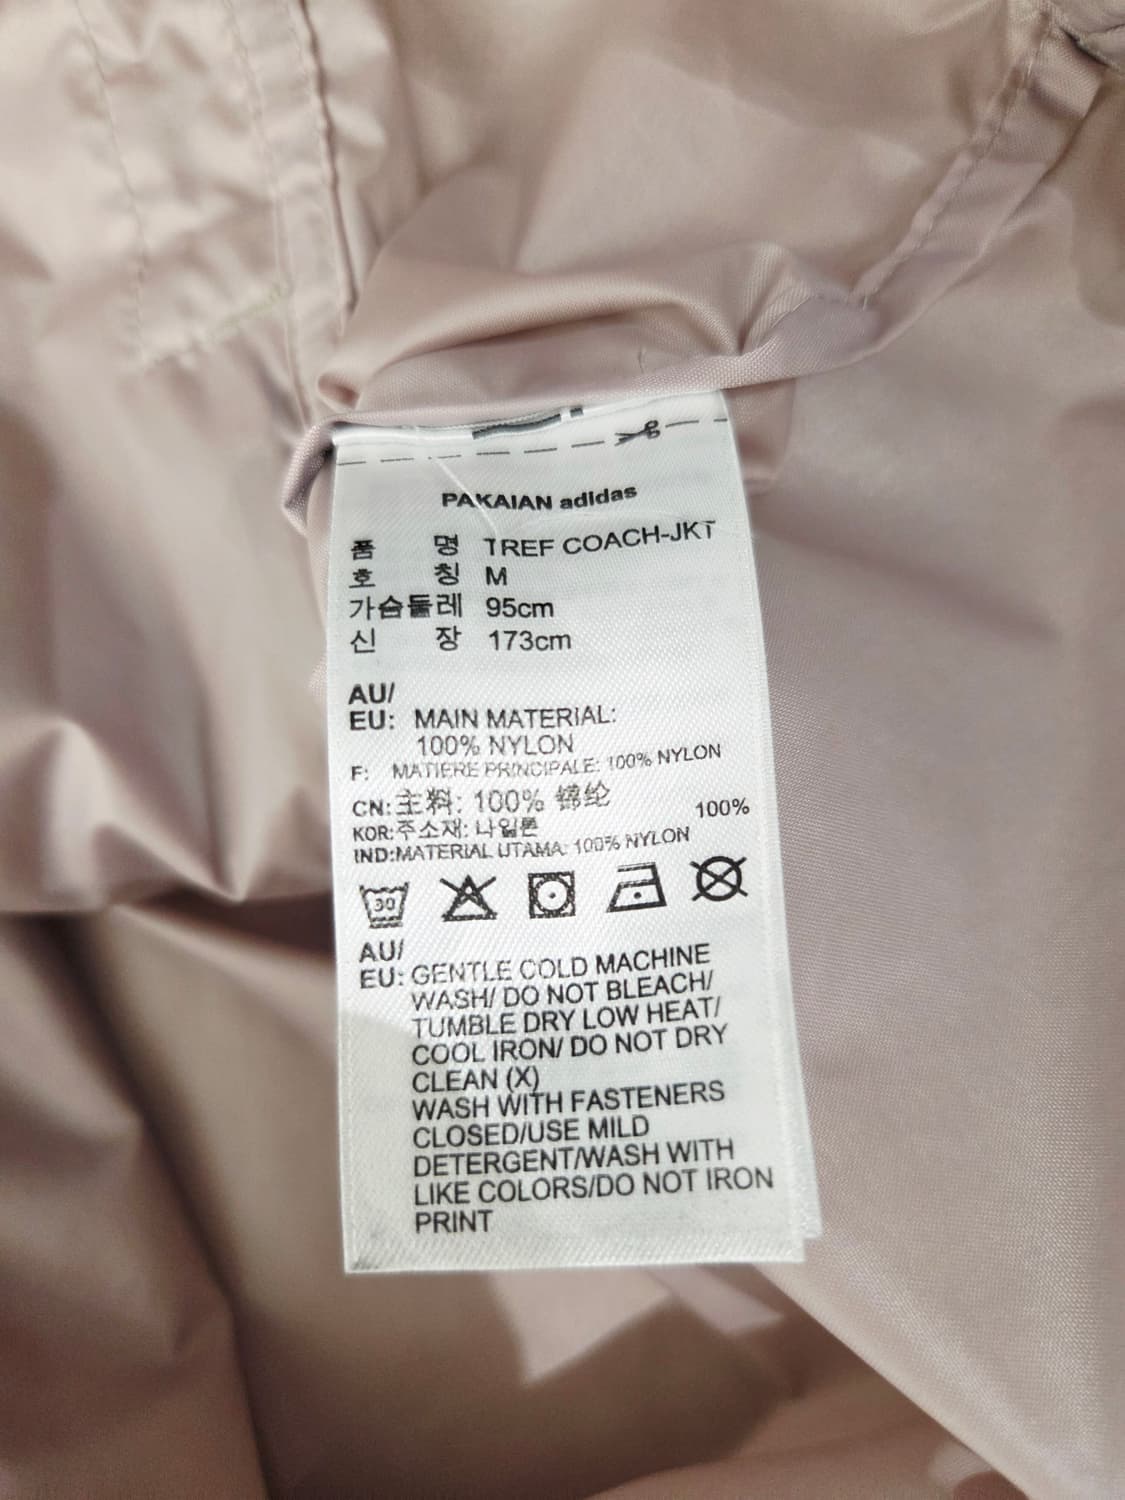 PAKAIAN adidas
품 명 TREF COACH-JKT
호 칭 M
가슴둘레 95cm
신 장 173cm
AU/
EU: MAIN MATERIAL:
100% NYLON
F: MATIERE PRINCIPALE: 100% NYLON
CN:主料: 100% 锦纶
KOR:주소재: 나일론 100%
IND:MATERIAL UTAMA: 100% NYLON
30
AU/
EU: GENTLE COLD MACHINE
WASH/ DO NOT BLEACH/
TUMBLE DRY LOW HEAT/
COOL IRON/ DO NOT DRY
CLEAN (X)
WASH WITH FASTENERS
CLOSED/USE MILD
DETERGENT/WASH WITH
LIKE COLORS/DO NOT IRON
PRINT